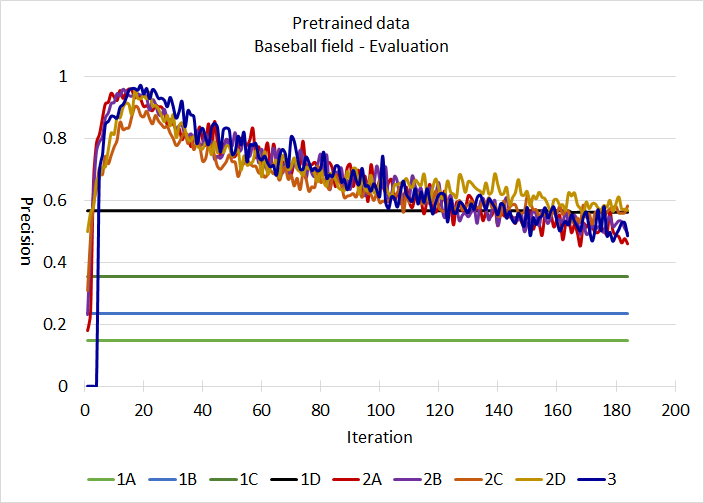 Pretrained data
Baseball field - Evaluation
1
0.8
0.6
0.4
0.2
0
Precision
0 20 40 60 80 100 120 140 160 180 200
Iteration
1A 1B 1C 1D 2A 2B 2C 2D 3